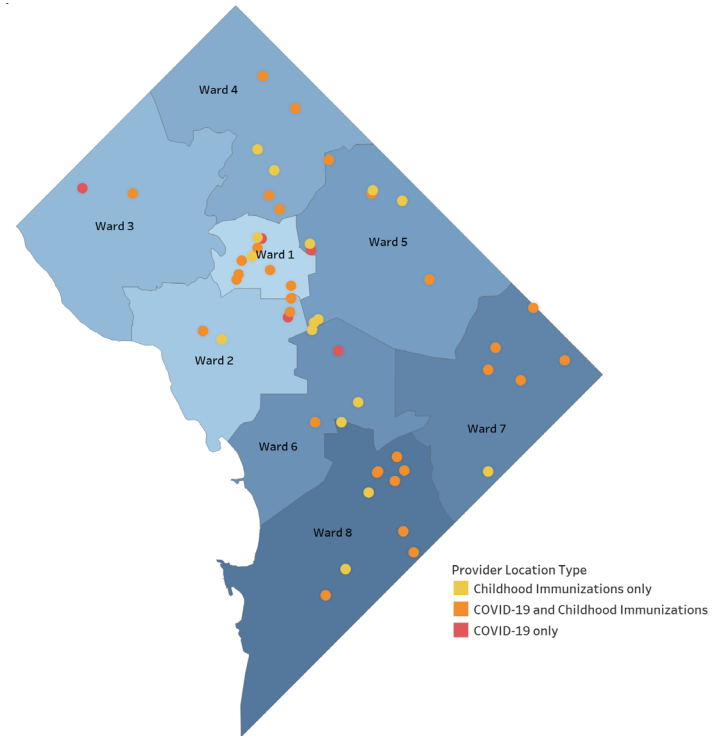 Ward 4
Ward 3
Ward 5
Ward 1
Ward 2
Ward 7
Ward 6
Ward 8
Provider Location Type
Childhood Immunizations only
COVID-19 and Childhood Immunizations
COVID-19 only